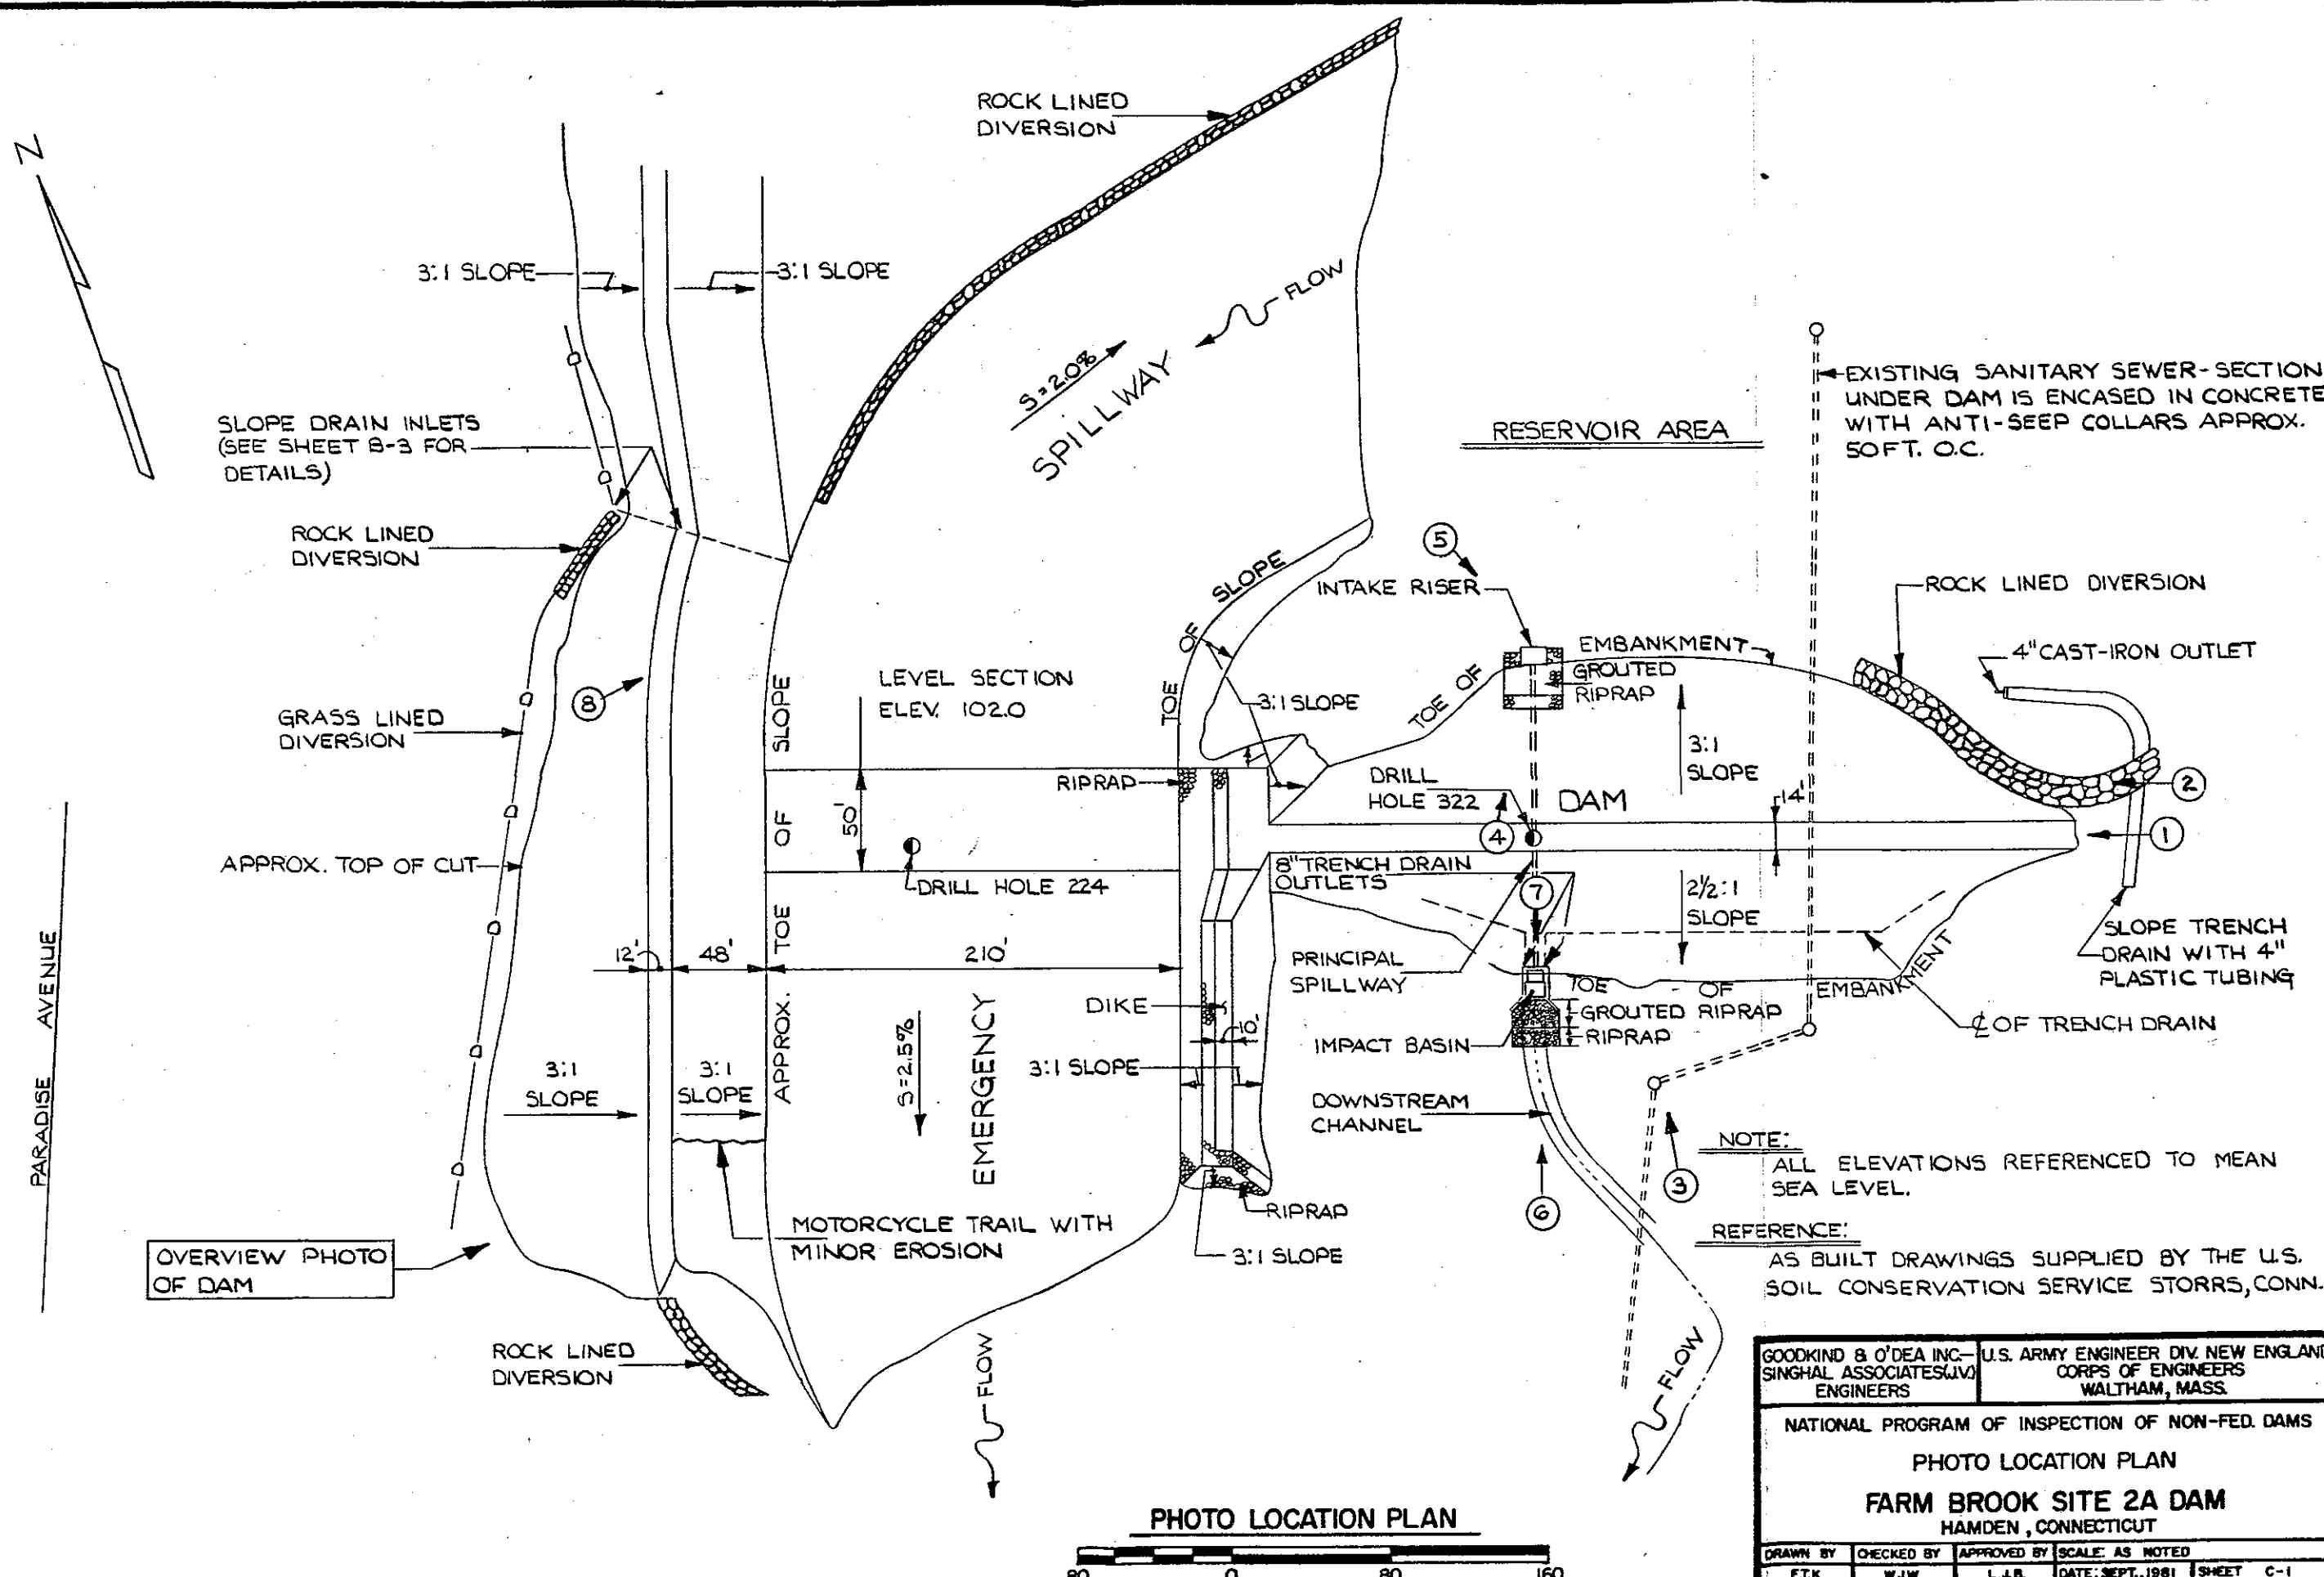 ROCK LINED
DIVERSION
N
3:1 SLOPE
3:1 SLOPE
FLOW
S=2.0%
SPILLWAY
SLOPE DRAIN INLETS
(SEE SHEET B-3 FOR
DETAILS)
EXISTING SANITARY SEWER-SECTION
UNDER DAM IS ENCASED IN CONCRETE
WITH ANTI-SEEP COLLARS APPROX.
50FT. O.C.
RESERVOIR AREA
ROCK LINED
DIVERSION
5
INTAKE RISER
ROCK LINED DIVERSION
TOE OF SLOPE
TOE OF EMBANKMENT
GROUTED
RIPRAP
4" CAST-IRON OUTLET
8
LEVEL SECTION
ELEV. 102.0
3:1 SLOPE
GRASS LINED
DIVERSION
3:1
SLOPE
RIPRAP
DRILL
HOLE 322
DAM
14'
2
4
1
50'
APPROX. TOP OF CUT
DRILL HOLE 224
8" TRENCH DRAIN
OUTLETS
7
2½:1
SLOPE
APPROX. TOE OF SLOPE
SLOPE TRENCH
DRAIN WITH 4"
PLASTIC TUBING
12'
48'
210'
PRINCIPAL
SPILLWAY
TOE OF EMBANKMENT
DIKE
10'
GROUTED RIPRAP
RIPRAP
℄ OF TRENCH DRAIN
IMPACT BASIN
PARADISE AVENUE
3:1
SLOPE
3:1
SLOPE
S=2.5%
EMERGENCY
3:1 SLOPE
DOWNSTREAM
CHANNEL
3
6
NOTE:
ALL ELEVATIONS REFERENCED TO MEAN
SEA LEVEL.
RIPRAP
3:1 SLOPE
MOTORCYCLE TRAIL WITH
MINOR EROSION
OVERVIEW PHOTO
OF DAM
REFERENCE:
AS BUILT DRAWINGS SUPPLIED BY THE U.S.
SOIL CONSERVATION SERVICE STORRS, CONN.
ROCK LINED
DIVERSION
FLOW
FLOW
GOODKIND & O'DEA INC.-
SINGHAL ASSOCIATES(J.V.)
ENGINEERS
U.S. ARMY ENGINEER DIV. NEW ENGLAND
CORPS OF ENGINEERS
WALTHAM, MASS.
NATIONAL PROGRAM OF INSPECTION OF NON-FED. DAMS
PHOTO LOCATION PLAN
FARM BROOK SITE 2A DAM
HAMDEN, CONNECTICUT
DRAWN BY
CHECKED BY
APPROVED BY
SCALE: AS NOTED
F.T.K.
W.J.W.
L.J.B.
DATE: SEPT., 1981
SHEET C-1
PHOTO LOCATION PLAN
80 0 80 160